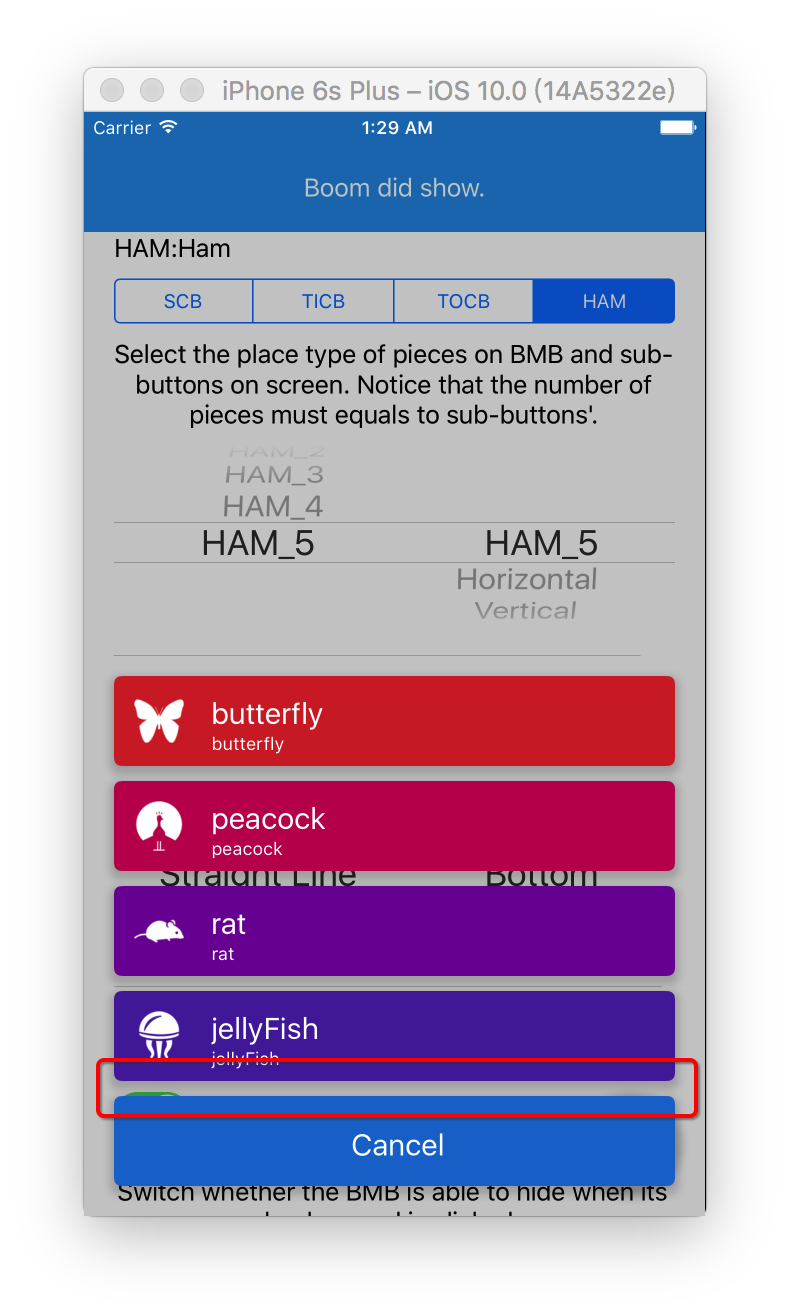 iPhone 6s Plus – iOS 10.0 (14A5322e)
Carrier 1:29 AM
Boom did show.
HAM:Ham
SCB TICB TOCB HAM
Select the place type of pieces on BMB and sub-
buttons on screen. Notice that the number of
pieces must equals to sub-buttons'.
HAM_2
HAM_3
HAM_4
HAM_5 HAM_5
Horizontal
Vertical
butterfly
butterfly
peacock
peacock
Straight Line Bottom
rat
rat
jellyFish
jellyFish
Cancel
Switch whether the BMB is able to hide when its